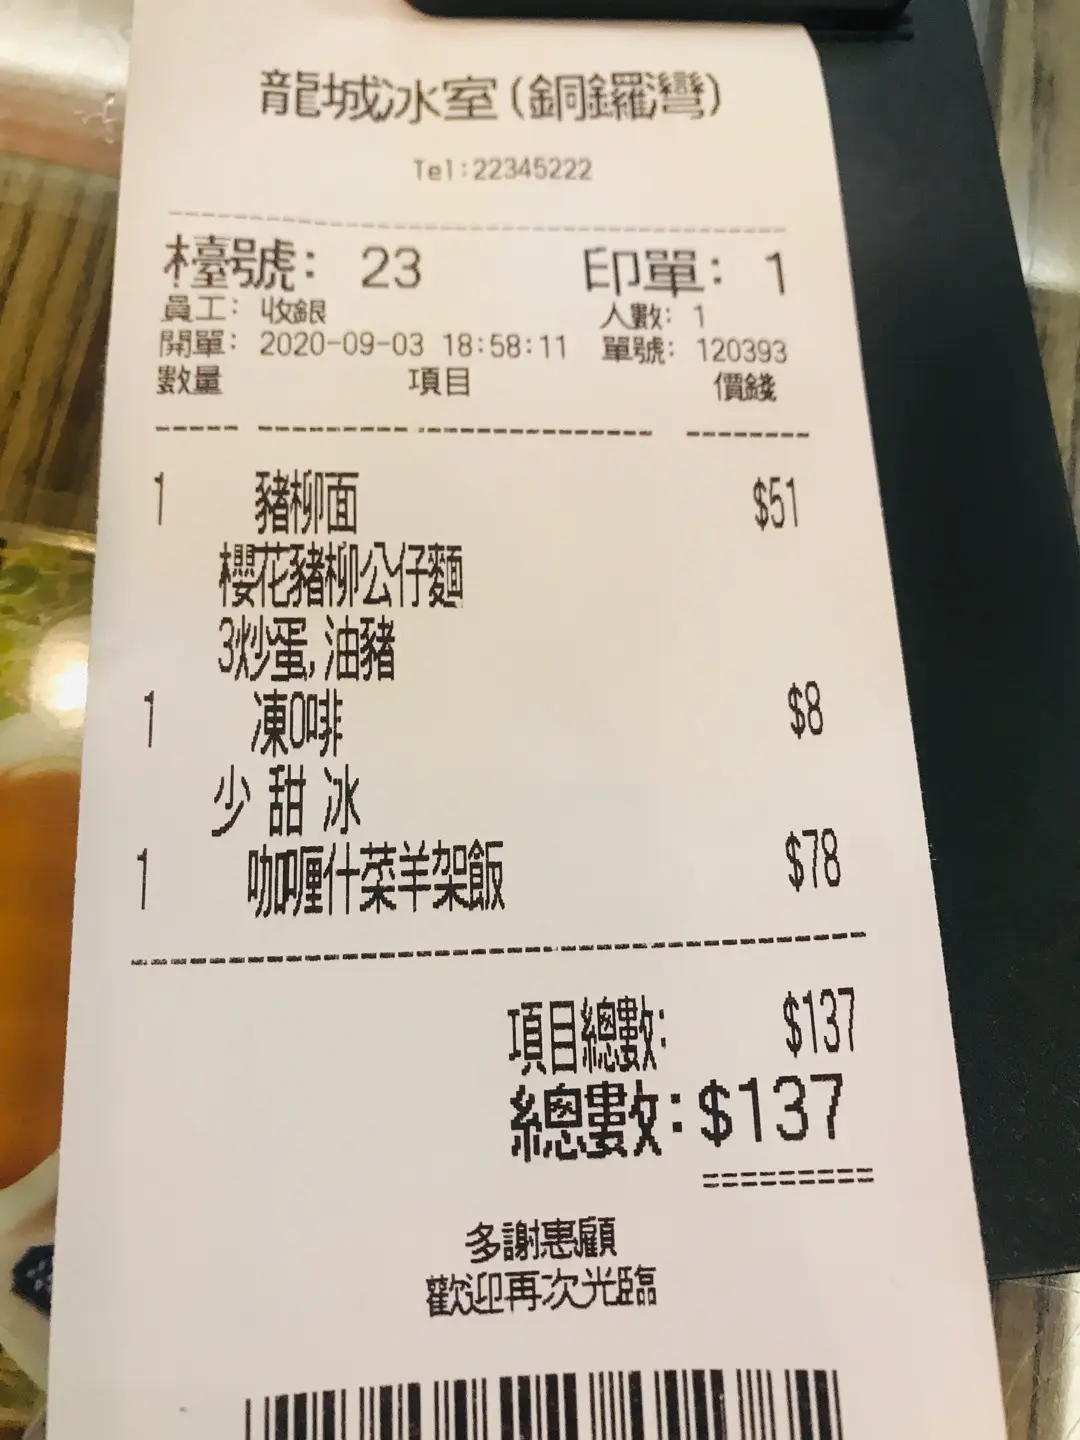 龍城冰室(銅鑼灣)
Tel:22345222
檯號: 23 印單: 1
員工: 收銀 人數: 1
開單: 2020-09-03 18:58:11 單號: 120393
數量 項目 價錢
1 豬柳面 $51
櫻花豬柳公仔麵
3炒蛋,油豬
1 凍0啡 $8
少 甜 冰
1 咖喱什菜羊架飯 $78
項目總數: $137
總數:$137
多謝惠顧
歡迎再次光臨